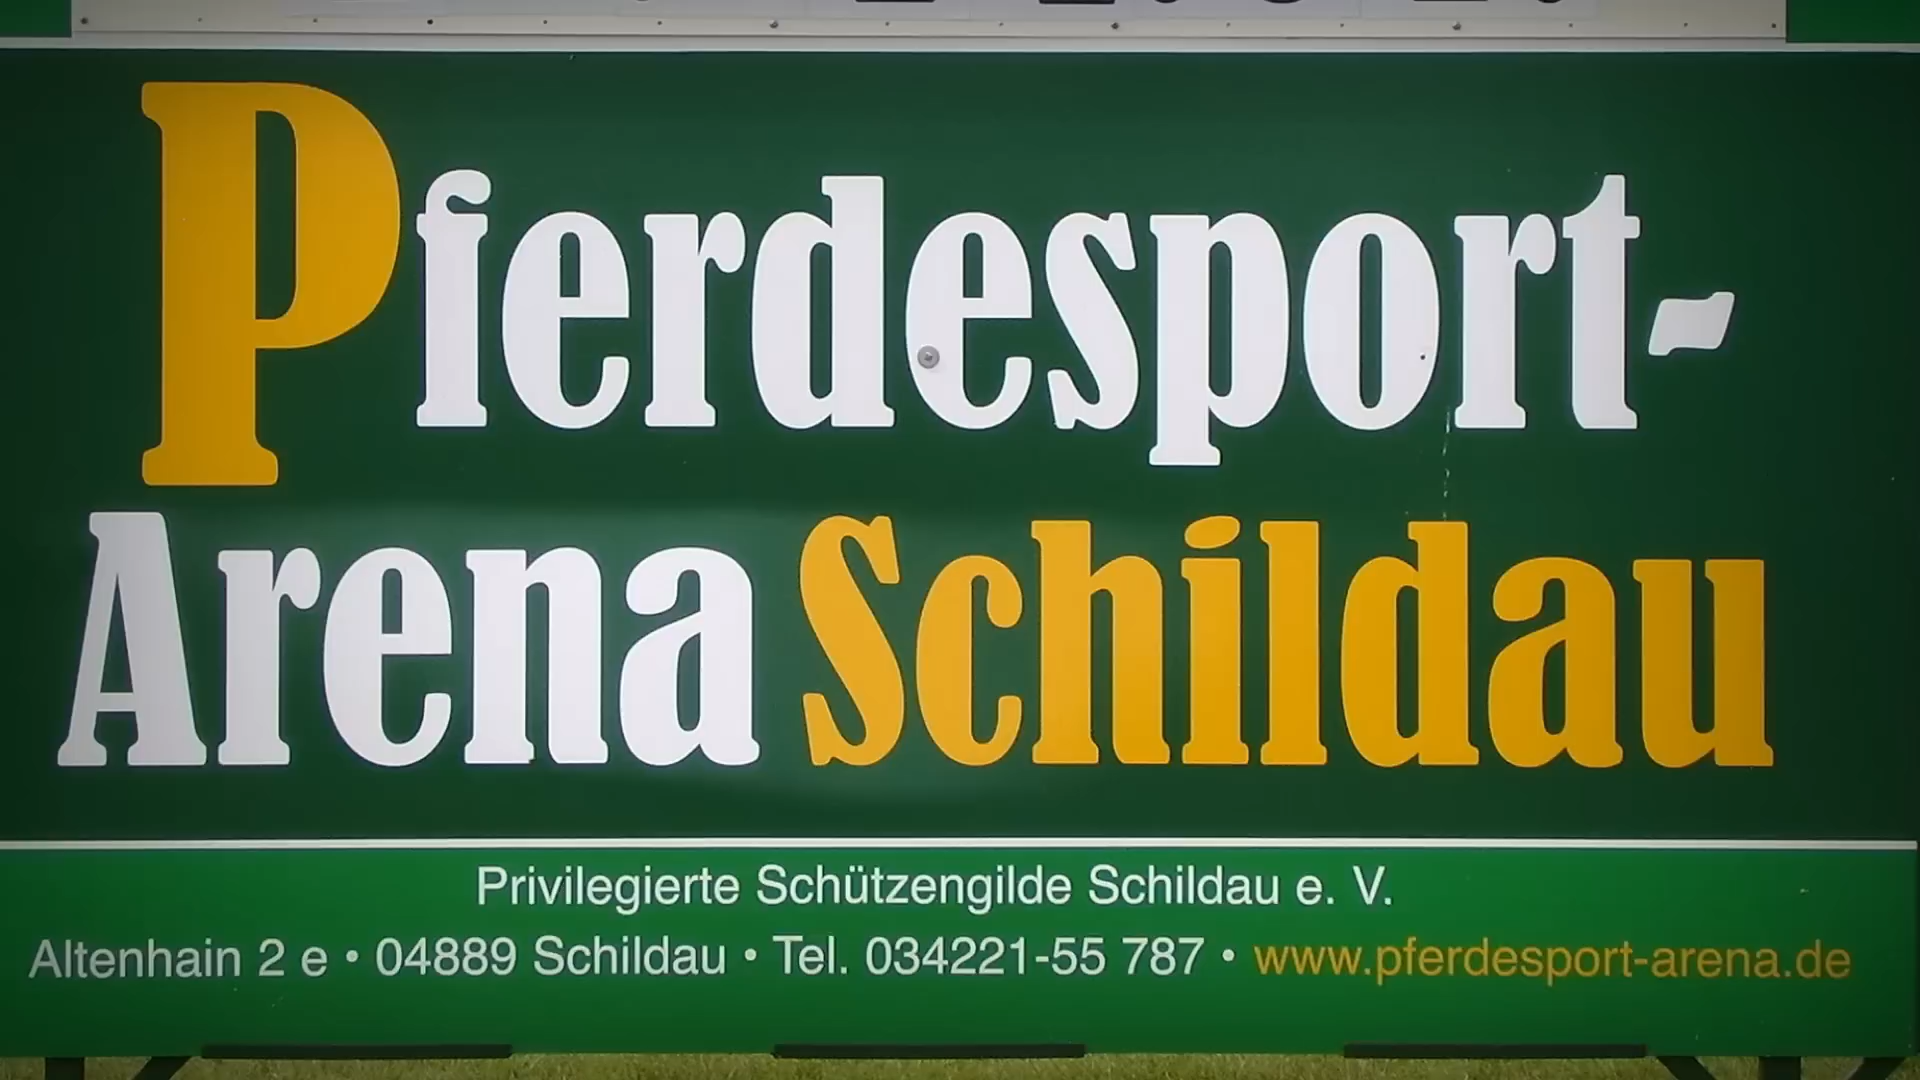 Pferdesport-
Arena Schildau
Privilegierte Schützengilde Schildau e. V.
Altenhain 2 e • 04889 Schildau • Tel. 034221-55 787 • www.pferdesport-arena.de